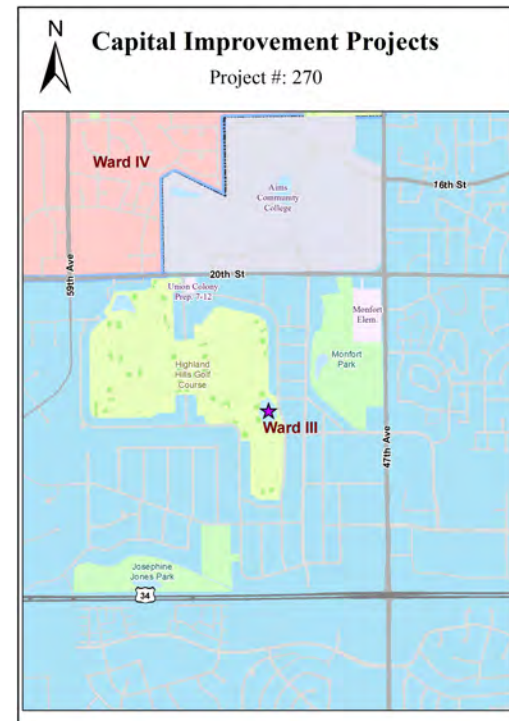 N
Capital Improvement Projects
Project #: 270
Ward IV
16th St
Aims
Community
College
59th Ave
20th St
Union Colony
Prep. 7-12
Monfort
Elem.
Monfort
Park
Highland
Hills Golf
Course
Ward III
47th Ave
Josephine
Jones Park
34